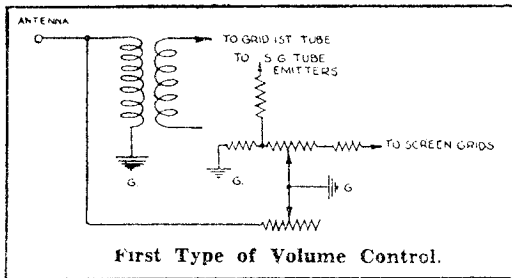 ANTENNA
TO GRID 1ST TUBE
TO S G TUBE
EMITTERS
TO SCREEN GRIDS
G.
G.
G
First Type of Volume Control.